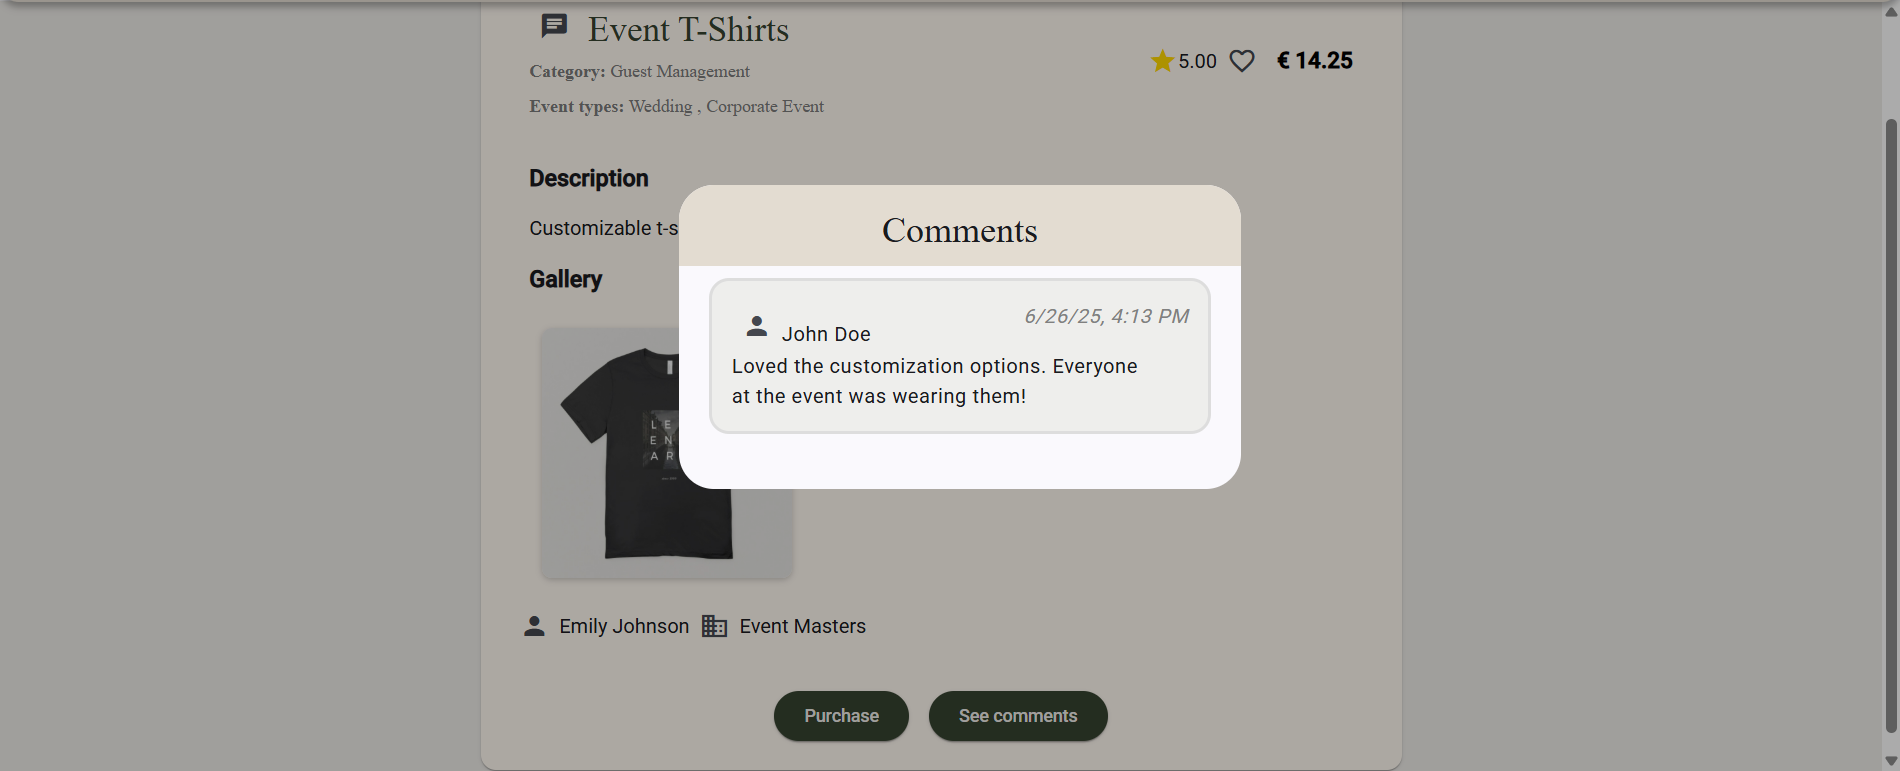 Event T-Shirts
Category: Guest Management
Event types: Wedding , Corporate Event
5.00
€ 14.25
Description
Customizable t-s
Gallery
Comments
John Doe
6/26/25, 4:13 PM
Loved the customization options. Everyone
at the event was wearing them!
L E
E N
A R
Emily Johnson
Event Masters
Purchase
See comments